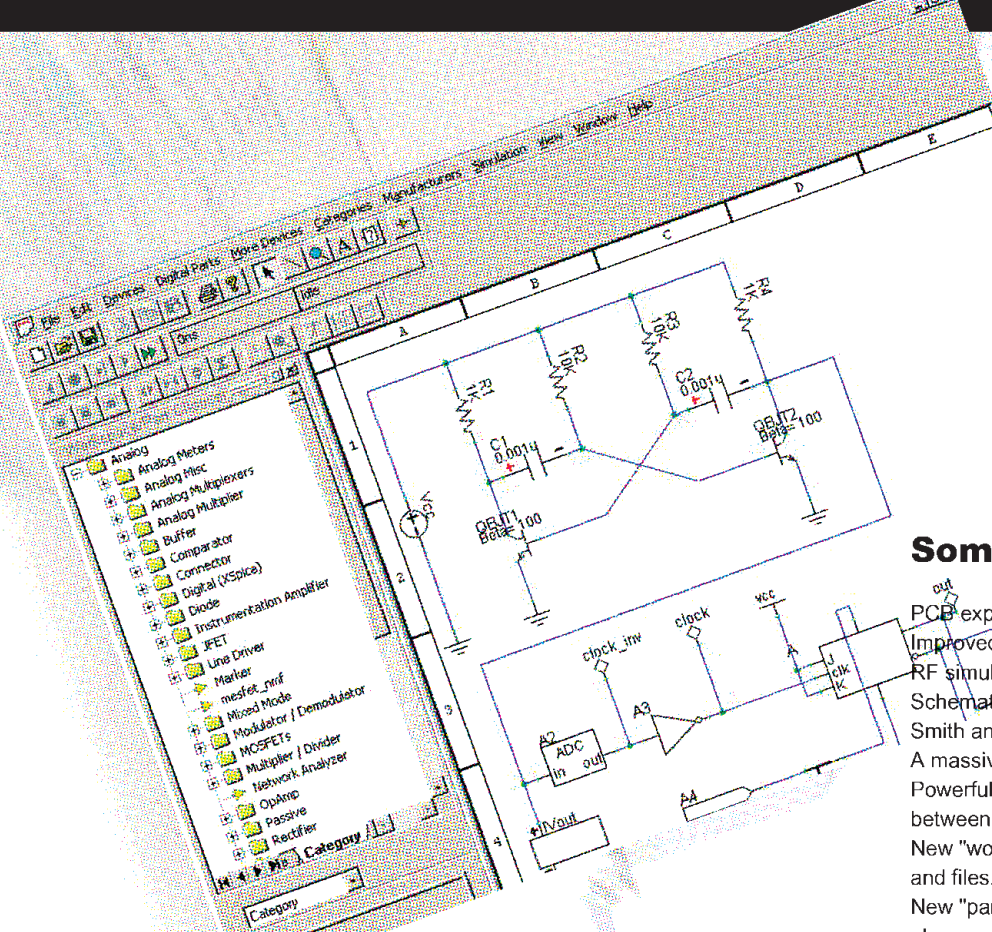 File Edit Devices Digital Parts More Devices Categories Manufacturers Simulation View Window Help
0ns
Idle
A B C D E
1
2
3
4
Analog
Analog Meters
Analog Misc
Analog Multiplexers
Analog Multiplier
Buffer
Comparator
Connector
Digital (XSpice)
Diode
Instrumentation Amplifier
JFET
Line Driver
Marker
mesfet_nmf
Mixed Mode
Modulator / Demodulator
MOSFETs
Multiplier / Divider
Network Analyzer
OpAmp
Passive
Rectifier
Category
Category
R1
1K
R2
10K
R3
10K
R4
1K
C1
0.001u
+ -
C2
0.001u
+ -
VCC
QBJT1
Beta= 100
QBJT2
Beta= 100
clock_inv
clock
vcc
out
A2
ADC
in out
A3
A
J
clk
K
+IVout
A4
Som
PCB exp
Improved
RF simul
Schemat
Smith an
A massiv
Powerful
between
New "wo
and files.
New "par